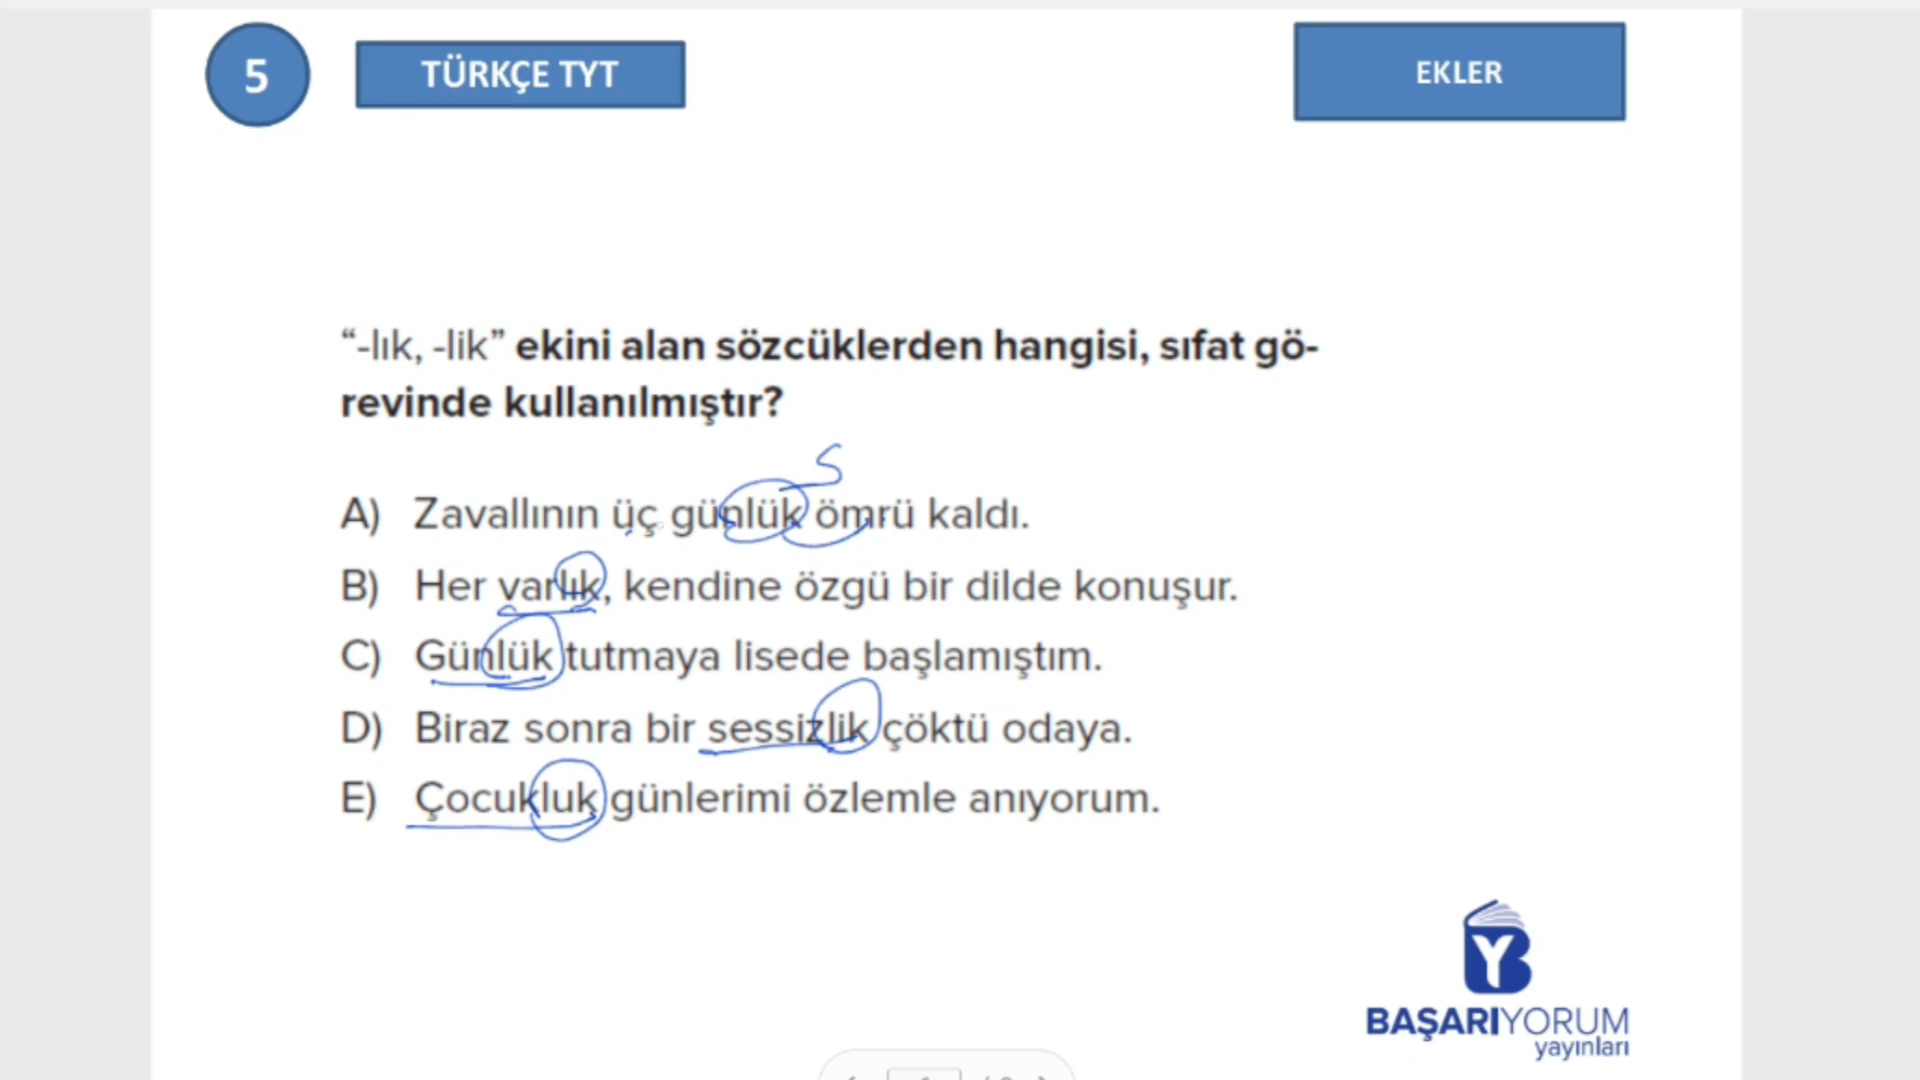 5
TÜRKÇE TYT
EKLER
“-lık, -lik” ekini alan sözcüklerden hangisi, sıfat gö-
revinde kullanılmıştır?
S
A) Zavallının üç günlük ömrü kaldı.
B) Her varlık, kendine özgü bir dilde konuşur.
C) Günlük tutmaya lisede başlamıştım.
D) Biraz sonra bir sessizlik çöktü odaya.
E) Çocukluk günlerimi özlemle anıyorum.
BAŞARIYORUM
yayınları